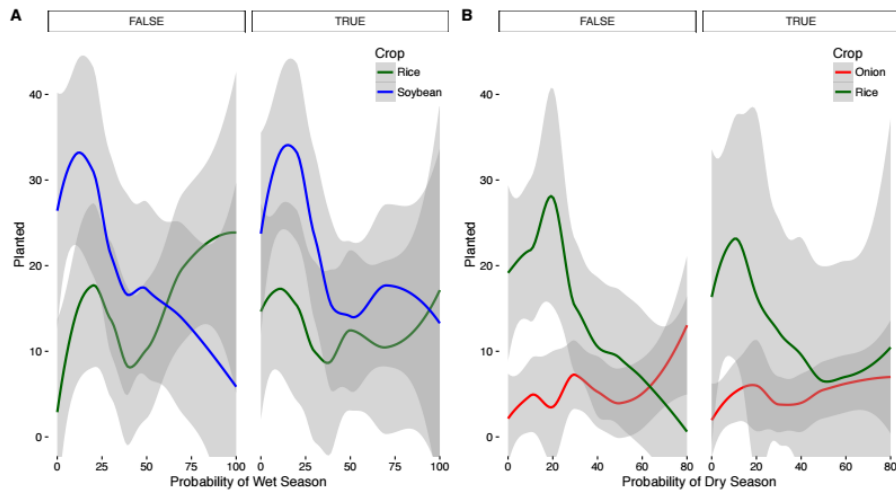 A
FALSE
TRUE
Crop
Rice
Soybean
Planted
40
30
20
10
0
0 25 50 75 100
0 25 50 75 100
Probability of Wet Season
B
FALSE
TRUE
Crop
Onion
Rice
Planted
40
30
20
10
0
0 20 40 60 80
0 20 40 60 80
Probability of Dry Season